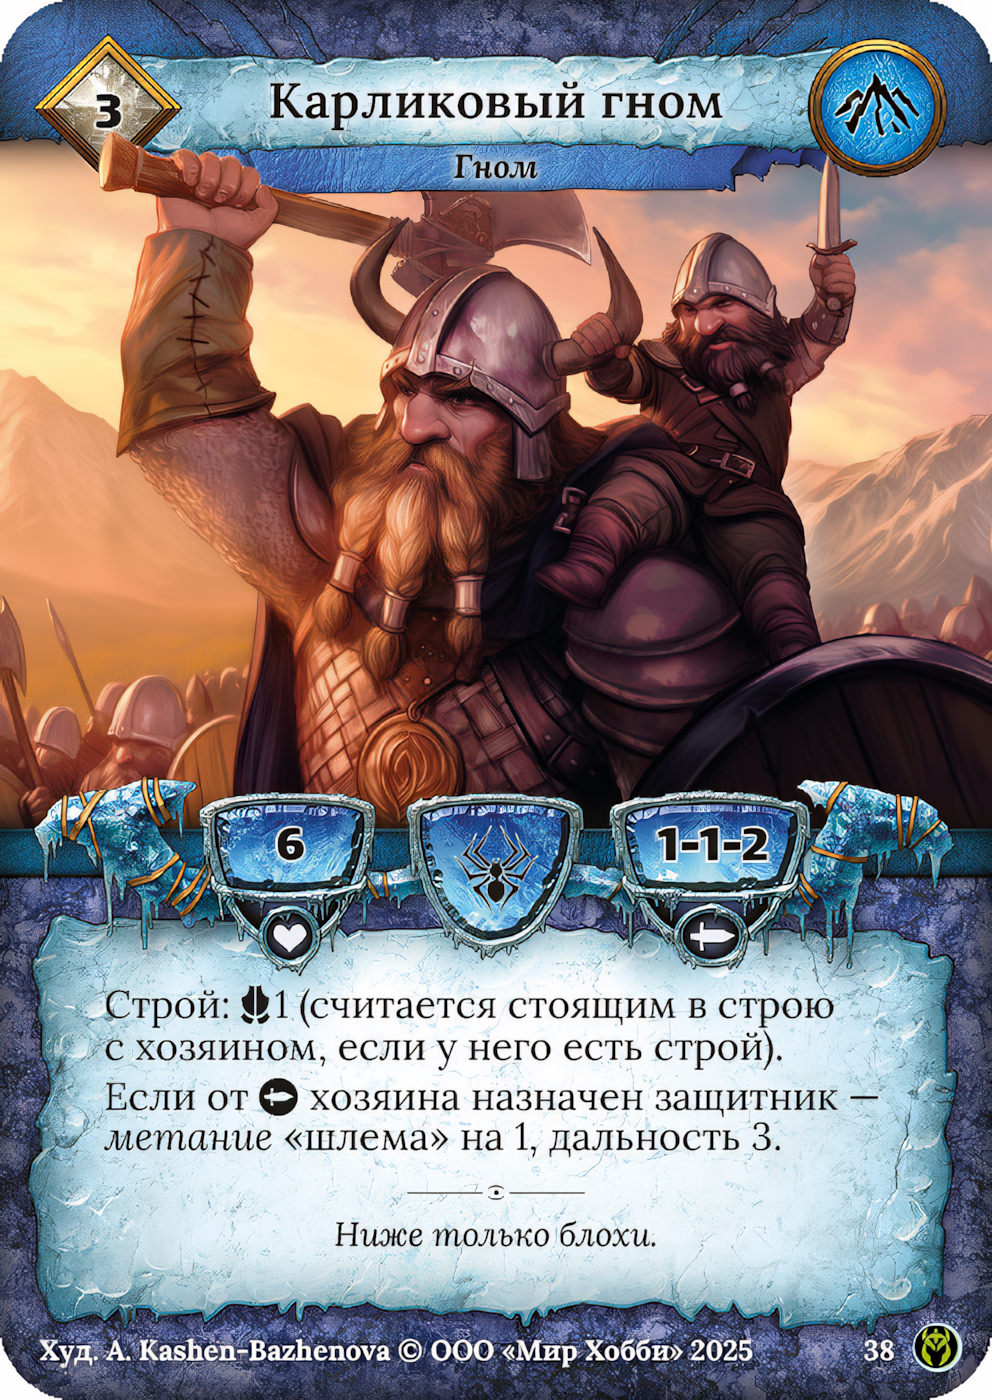 3
Карликовый гном
Гном
6
1-1-2
Строй: 1 (считается стоящим в строю
с хозяином, если у него есть строй).
Если от хозяина назначен защитник —
метание «шлема» на 1, дальность 3.
Ниже только блохи.
Худ. А. Kashen-Bazhenova © ООО «Мир Хобби» 2025
38